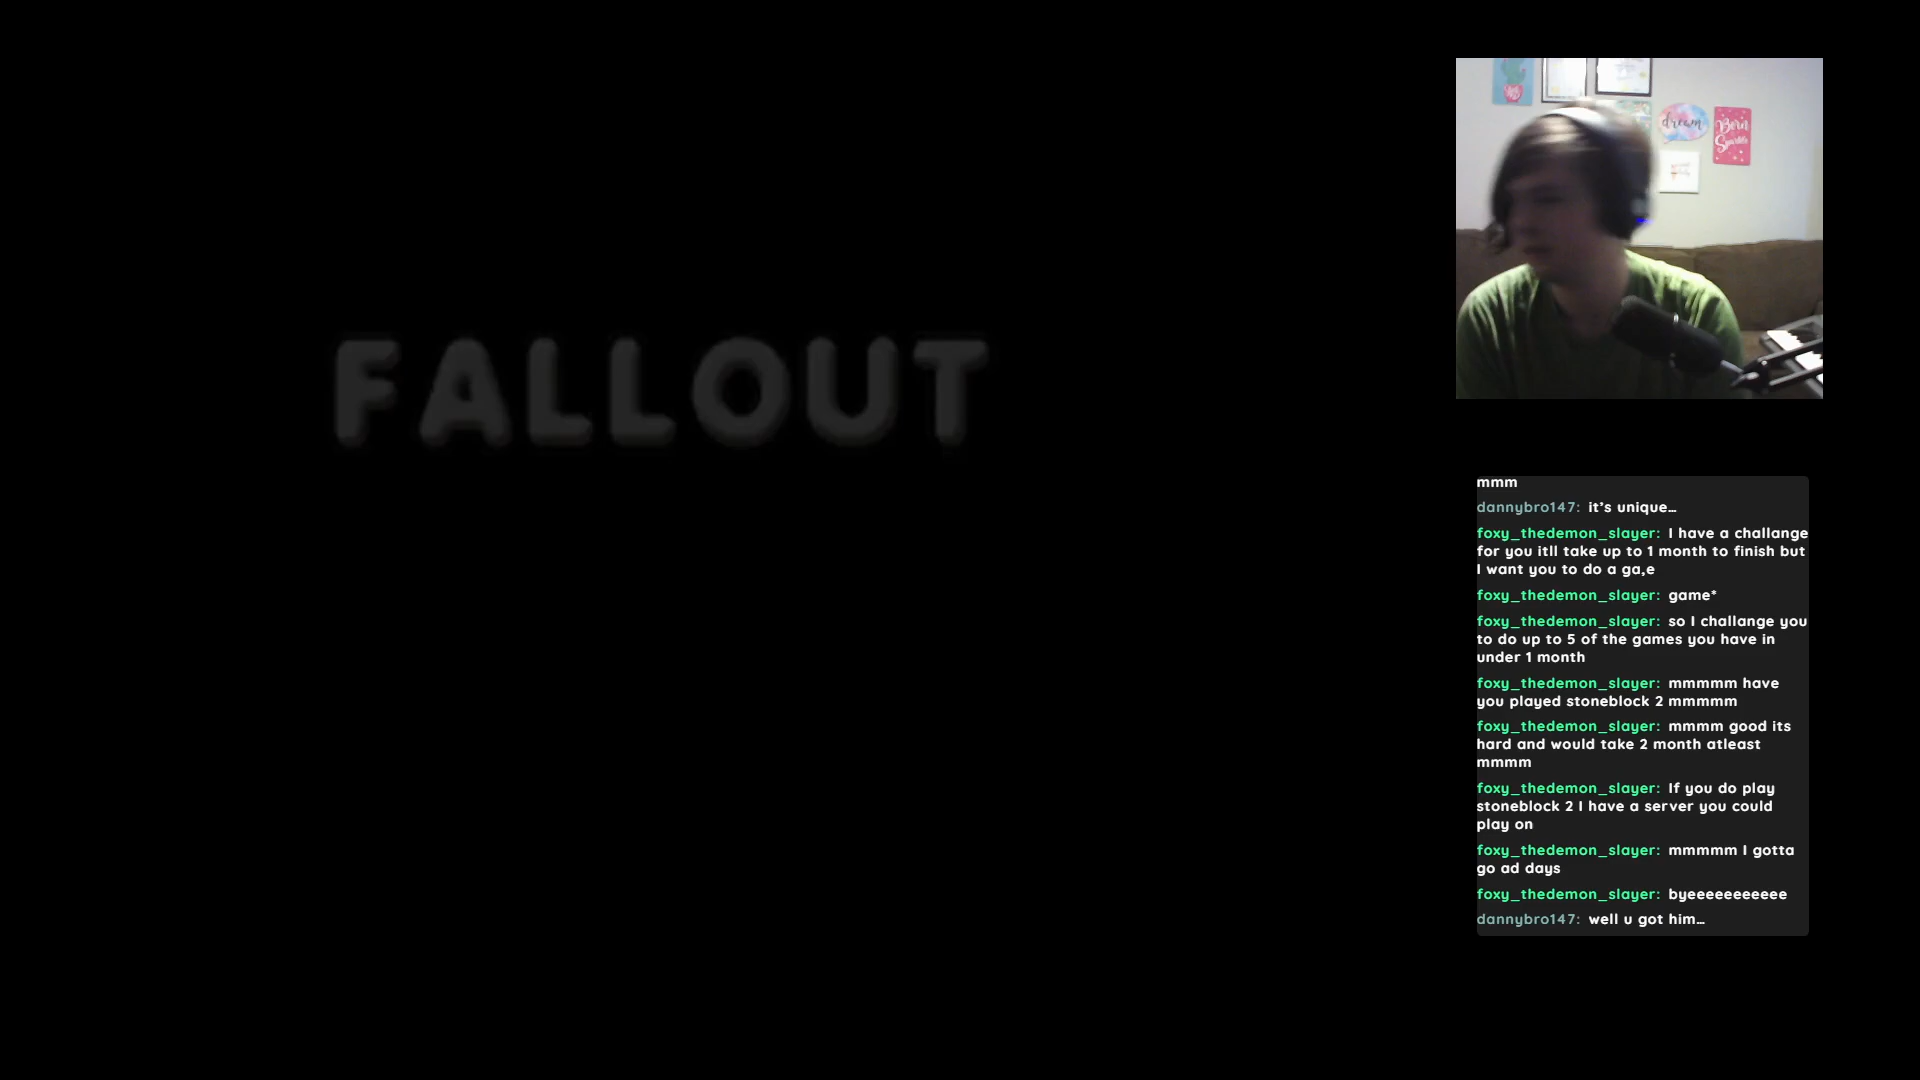 FALLOUT
dream
Born
Sparkle
mmm
dannybro147: it's unique...
foxy_thedemon_slayer: I have a challange
for you itll take up to 1 month to finish but
I want you to do a ga,e
foxy_thedemon_slayer: game*
foxy_thedemon_slayer: so I challange you
to do up to 5 of the games you have in
under 1 month
foxy_thedemon_slayer: mmmmm have
you played stoneblock 2 mmmmm
foxy_thedemon_slayer: mmmm good its
hard and would take 2 month atleast
mmmm
foxy_thedemon_slayer: If you do play
stoneblock 2 I have a server you could
play on
foxy_thedemon_slayer: mmmmm I gotta
go ad days
foxy_thedemon_slayer: byeeeeeeeeeee
dannybro147: well u got him...